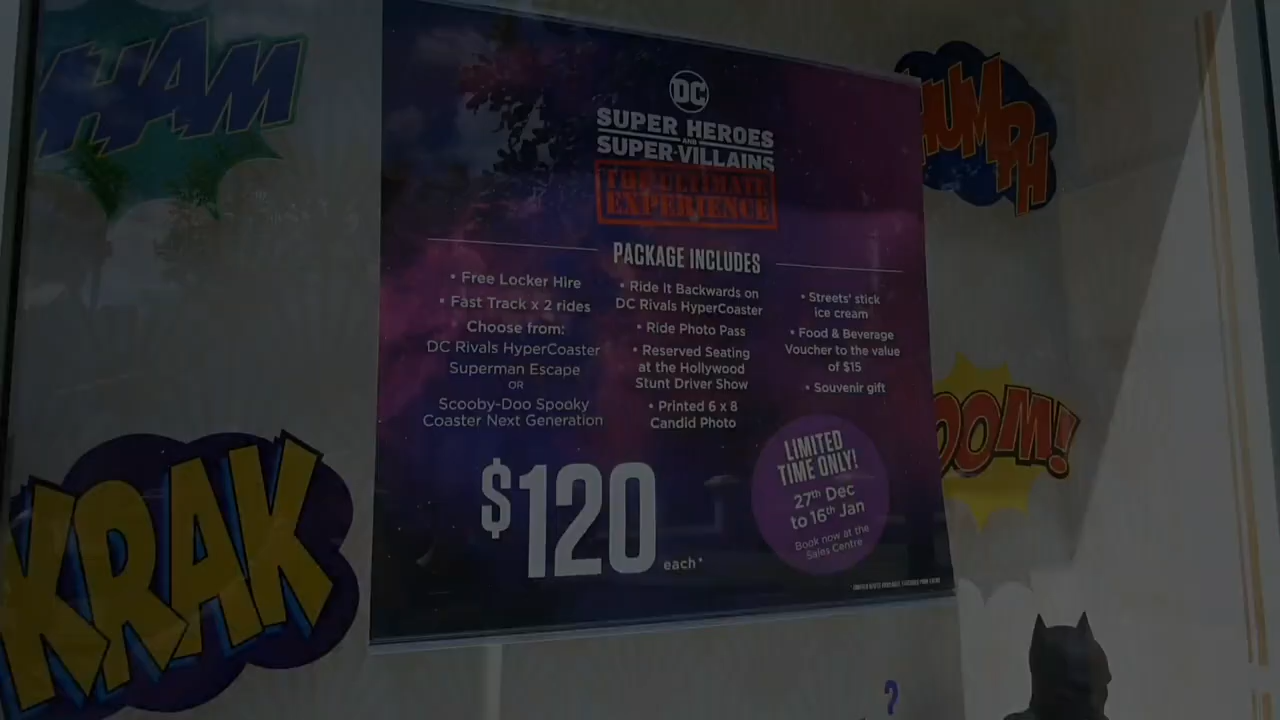 HAM
HUMPH
DC
SUPER HEROES
AND
SUPER-VILLAINS
THE ULTIMATE
EXPERIENCE
PACKAGE INCLUDES
• Free Locker Hire
• Fast Track x 2 rides
Choose from:
DC Rivals HyperCoaster
Superman Escape
OR
Scooby-Doo Spooky
Coaster Next Generation
• Ride it Backwards on
DC Rivals HyperCoaster
• Ride Photo Pass
• Reserved Seating
at the Hollywood
Stunt Driver Show
• Printed 6 x 8
Candid Photo
• Streets' stick
ice cream
• Food & Beverage
Voucher to the value
of $15
• Souvenir gift
$120 each*
LIMITED
TIME ONLY!
27th Dec
to 16th Jan
Book now at the
Sales Centre
KRAK
OOM!
?